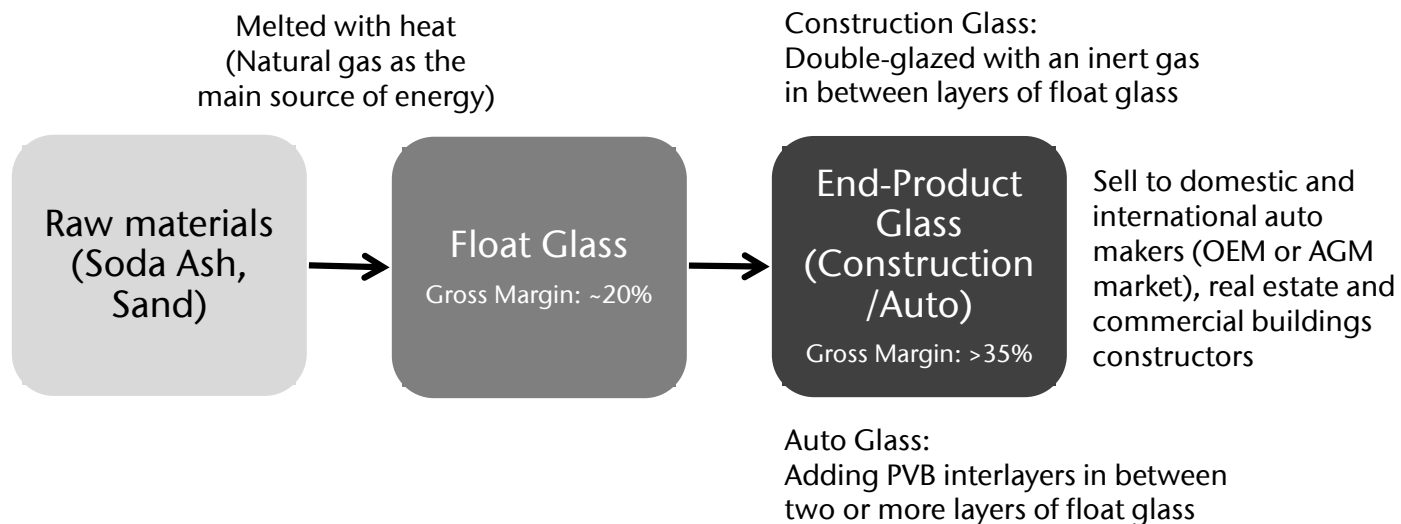 Melted with heat
(Natural gas as the
main source of energy)
Construction Glass:
Double-glazed with an inert gas
in between layers of float glass
Raw materials
(Soda Ash,
Sand)
Float Glass
Gross Margin: ~20%
End-Product
Glass
(Construction
/Auto)
Gross Margin: >35%
Sell to domestic and
international auto
makers (OEM or AGM
market), real estate and
commercial buildings
constructors
Auto Glass:
Adding PVB interlayers in between
two or more layers of float glass